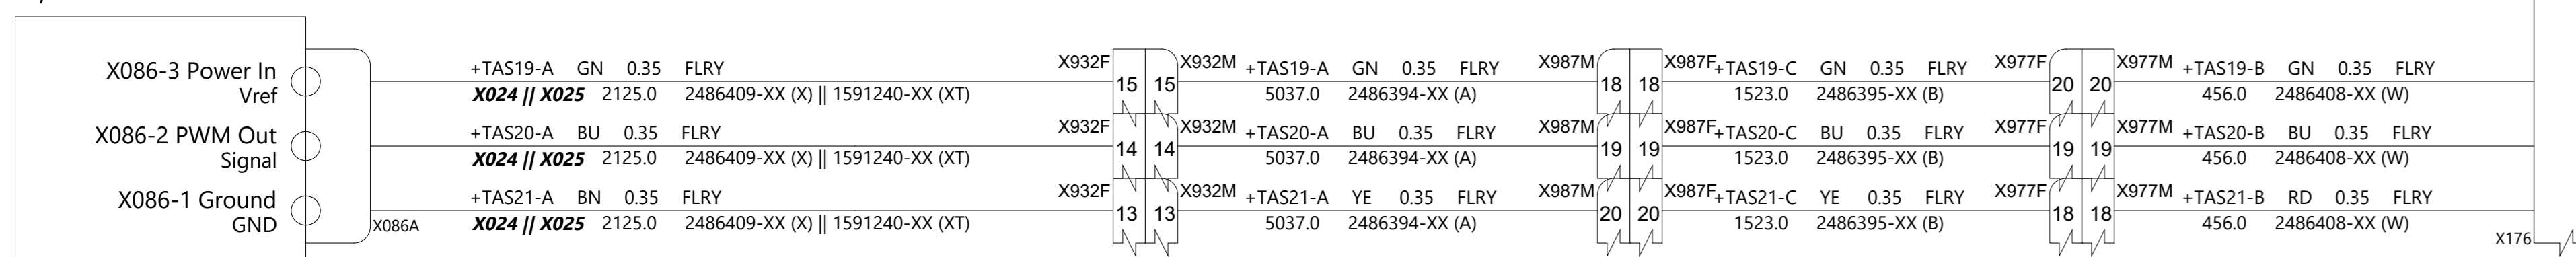 X086-3 Power In
Vref
+TAS19-A GN 0.35 FLRY
X024 || X025 2125.0 2486409-XX (X) || 1591240-XX (XT)
X932F 15 15 X932M
+TAS19-A GN 0.35 FLRY
5037.0 2486394-XX (A)
X987M 18 18 X987F
+TAS19-C GN 0.35 FLRY
1523.0 2486395-XX (B)
X977F 20 20 X977M
+TAS19-B GN 0.35 FLRY
456.0 2486408-XX (W)
X086-2 PWM Out
Signal
+TAS20-A BU 0.35 FLRY
X024 || X025 2125.0 2486409-XX (X) || 1591240-XX (XT)
X932F 14 14 X932M
+TAS20-A BU 0.35 FLRY
5037.0 2486394-XX (A)
X987M 19 19 X987F
+TAS20-C BU 0.35 FLRY
1523.0 2486395-XX (B)
X977F 19 19 X977M
+TAS20-B BU 0.35 FLRY
456.0 2486408-XX (W)
X086-1 Ground
GND
X086A
+TAS21-A BN 0.35 FLRY
X024 || X025 2125.0 2486409-XX (X) || 1591240-XX (XT)
X932F 13 13 X932M
+TAS21-A YE 0.35 FLRY
5037.0 2486394-XX (A)
X987M 20 20 X987F
+TAS21-C YE 0.35 FLRY
1523.0 2486395-XX (B)
X977F 18 18 X977M
+TAS21-B RD 0.35 FLRY
456.0 2486408-XX (W)
X176